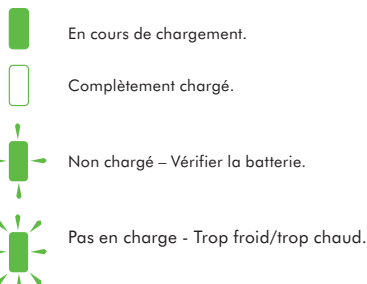 En cours de chargement.
Complètement chargé.
Non chargé – Vérifier la batterie.
Pas en charge - Trop froid/trop chaud.